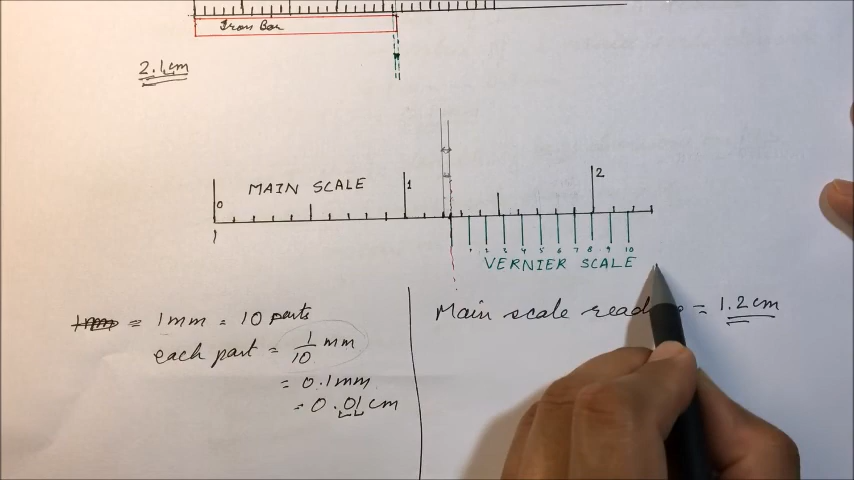 Iron Bar
2.1cm
MAIN SCALE
0 1 2
1 2 3 4 5 6 7 8 9 10
VERNIER SCALE
= 1mm = 10 parts
each part = 1/10 mm
= 0.1mm
= 0.01cm
Main scale read = 1.2cm